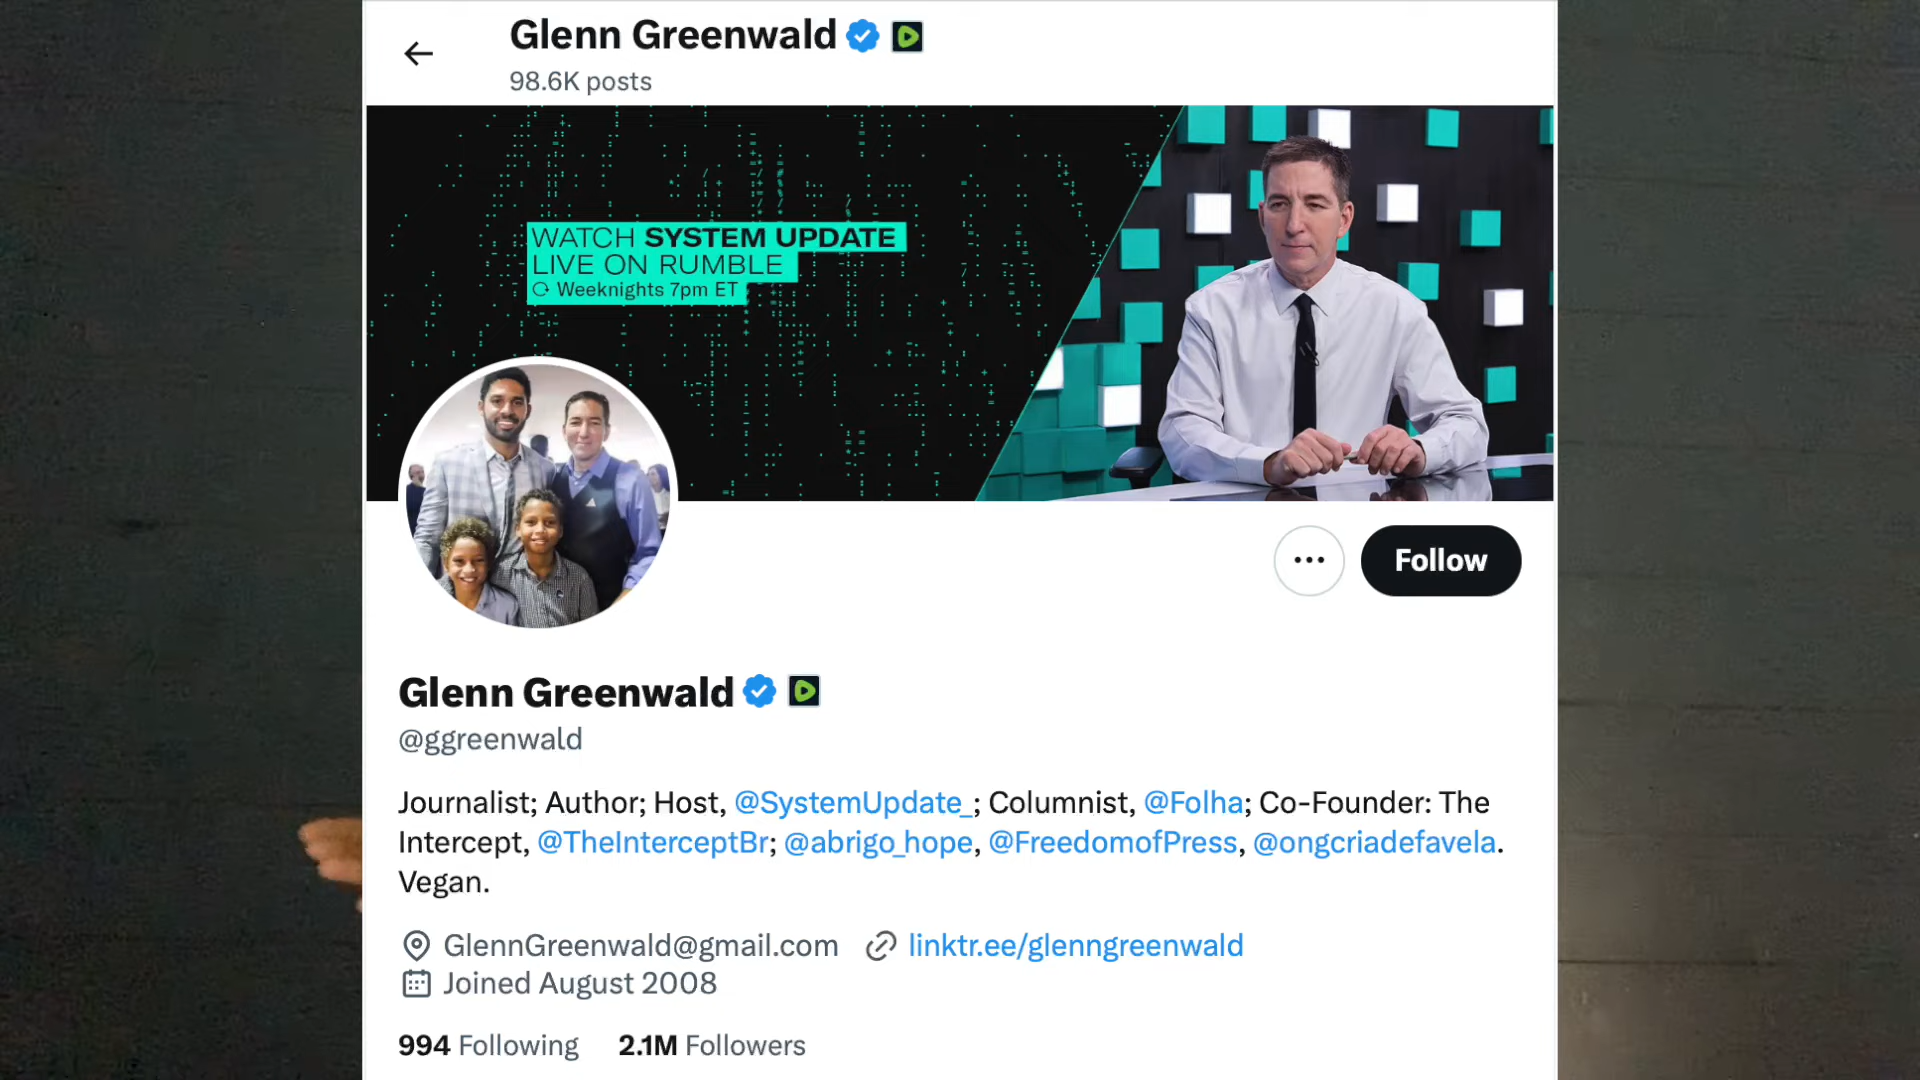 Glenn Greenwald
98.6K posts
WATCH SYSTEM UPDATE
LIVE ON RUMBLE
Weeknights 7pm ET
Follow
Glenn Greenwald
@ggreenwald
Journalist; Author; Host, @SystemUpdate_; Columnist, @Folha; Co-Founder: The
Intercept, @TheInterceptBr; @abrigo_hope, @FreedomofPress, @ongcriadefavela.
Vegan.
GlennGreenwald@gmail.com linktr.ee/glenngreenwald
Joined August 2008
994 Following 2.1M Followers